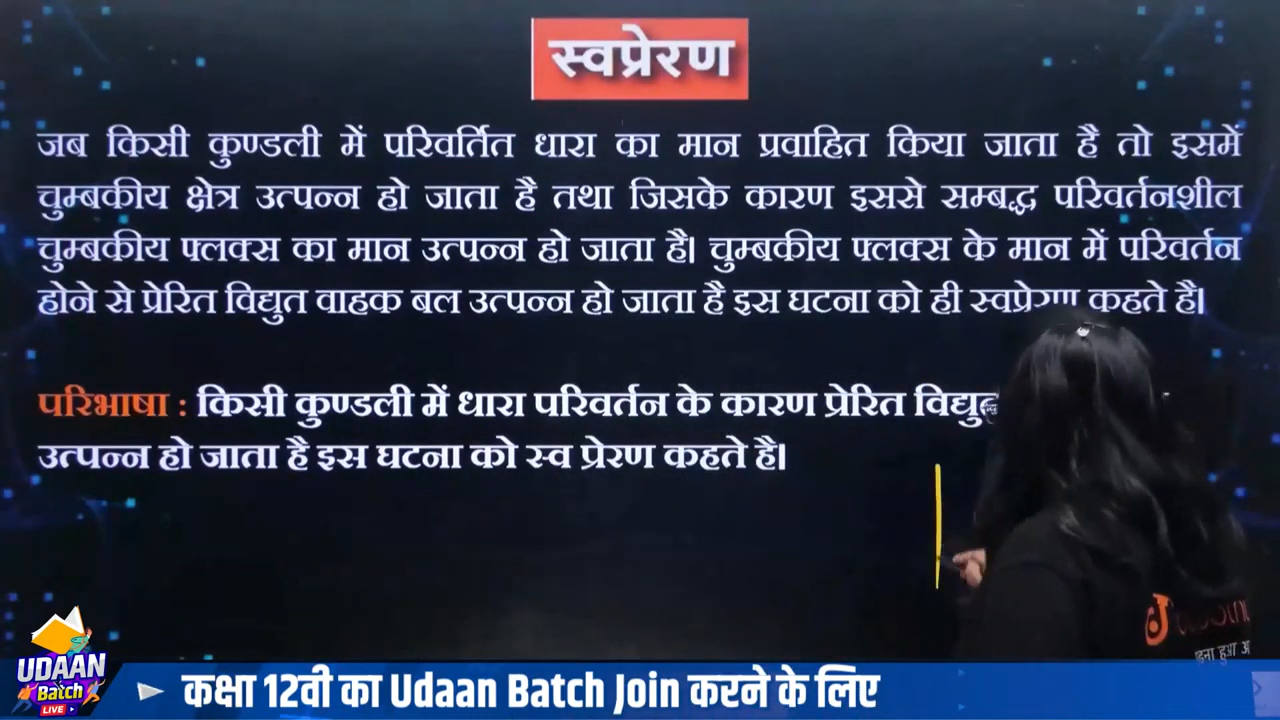 स्वप्रेरण
जब किसी कुण्डली में परिवर्तित धारा का मान प्रवाहित किया जाता है तो इसमें
चुम्बकीय क्षेत्र उत्पन्न हो जाता है तथा जिसके कारण इससे सम्बद्ध परिवर्तनशील
चुम्बकीय फ्लक्स का मान उत्पन्न हो जाता है। चुम्बकीय फ्लक्स के मान में परिवर्तन
होने से प्रेरित विद्युत वाहक बल उत्पन्न हो जाता है इस घटना को ही स्वप्रेरण कहते है।
परिभाषा : किसी कुण्डली में धारा परिवर्तन के कारण प्रेरित विद्युत
उत्पन्न हो जाता है इस घटना को स्व प्रेरण कहते है।
UDAAN
Batch
LIVE
कक्षा 12वी का Udaan Batch Join करने के लिए